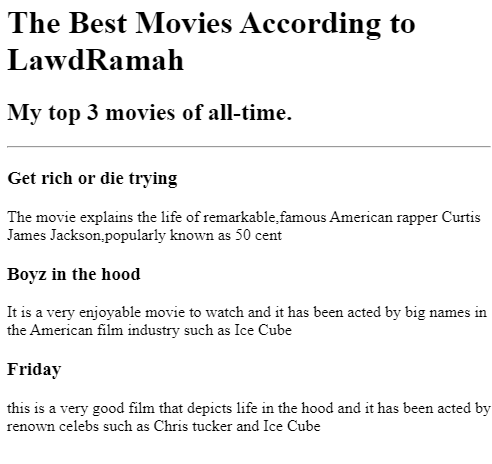 The Best Movies According to
LawdRamah
My top 3 movies of all-time.
Get rich or die trying
The movie explains the life of remarkable,famous American rapper Curtis
James Jackson,popularly known as 50 cent
Boyz in the hood
It is a very enjoyable movie to watch and it has been acted by big names in
the American film industry such as Ice Cube
Friday
this is a very good film that depicts life in the hood and it has been acted by
renown celebs such as Chris tucker and Ice Cube